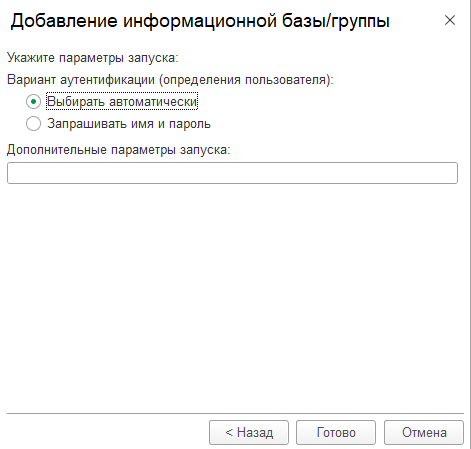 Добавление информационной базы/группы
Укажите параметры запуска:
Вариант аутентификации (определения пользователя):
Выбирать автоматически
Запрашивать имя и пароль
Дополнительные параметры запуска:
< Назад Готово Отмена